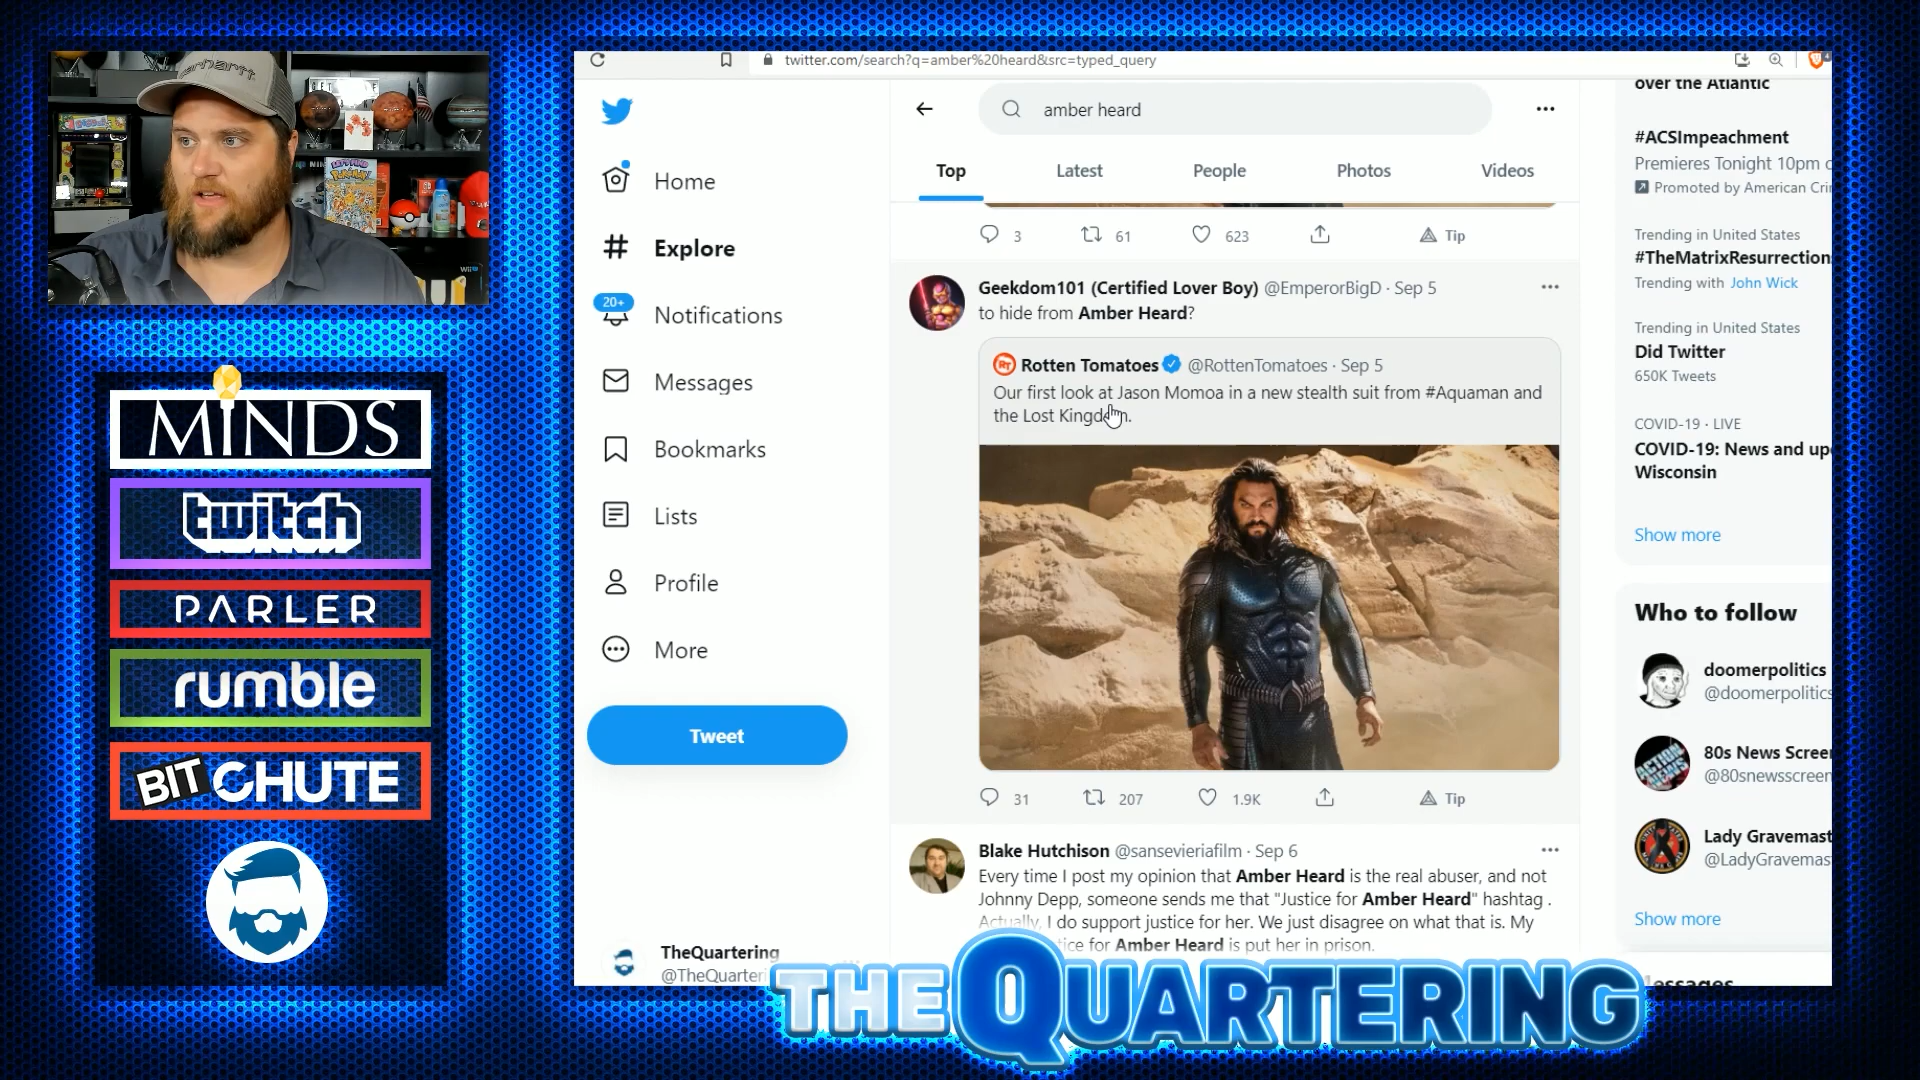 carhartt
twitter.com/search?q=amber%20heard&src=typed_query
amber heard
Top
Latest
People
Photos
Videos
Home
Explore
20+
Notifications
Messages
Bookmarks
Lists
Profile
More
Tweet
TheQuartering
3
61
623
Tip
Geekdom101 (Certified Lover Boy) @EmperorBigD · Sep 5
to hide from Amber Heard?
Rotten Tomatoes @RottenTomatoes · Sep 5
Our first look at Jason Momoa in a new stealth suit from #Aquaman and
the Lost Kingdom.
31
207
1.9K
Tip
Blake Hutchison @sansevieriafilm · Sep 6
Every time I post my opinion that Amber Heard is the real abuser, and not
Johnny Depp, someone sends me that "Justice for Amber Heard" hashtag .
Actually, I do support justice for her. We just disagree on what that is. My
for Amber Heard is put her in prison.
over the Atlantic
#ACSImpeachment
Premieres Tonight 10pm
Promoted by American
Trending in United States
#TheMatrixResurrection
Trending with John Wick
Trending in United States
Did Twitter
650K Tweets
COVID-19 · LIVE
COVID-19: News and
Wisconsin
Show more
Who to follow
doomerpolitics
@doomerpolitics
80s News
@80snewsscreen
Lady
Show more
MINDS
twitch
PARLER
rumble
BITCHUTE
THE QUARTERING